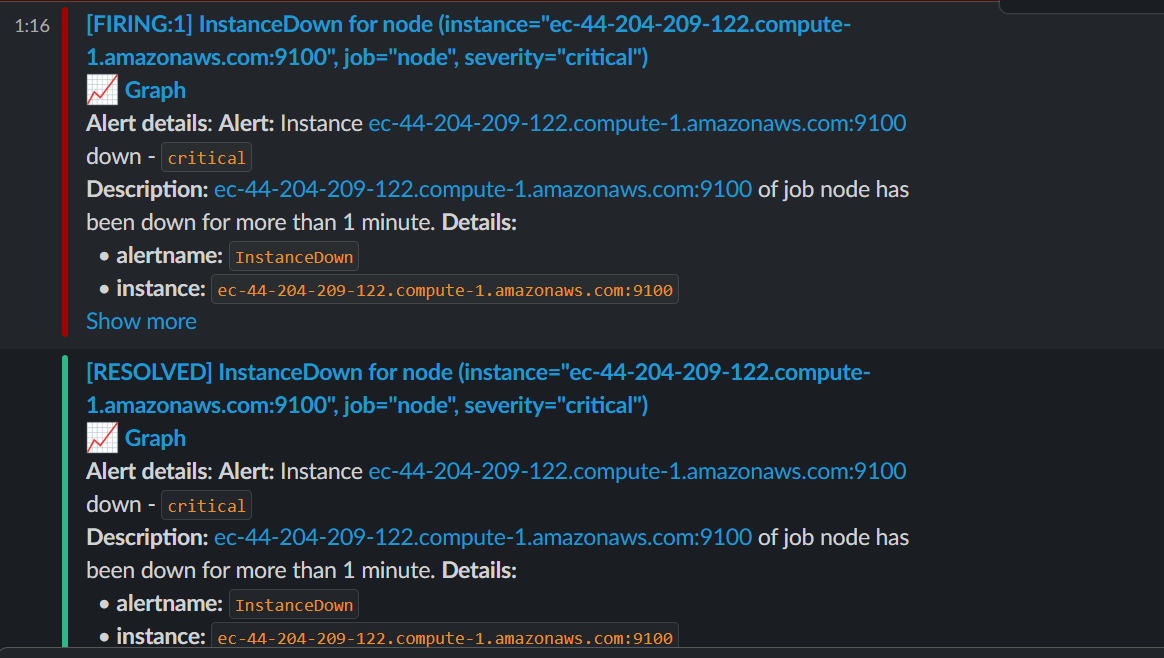 1:16
[FIRING:1] InstanceDown for node (instance="ec-44-204-209-122.compute-
1.amazonaws.com:9100", job="node", severity="critical")
Graph
Alert details: Alert: Instance ec-44-204-209-122.compute-1.amazonaws.com:9100
down - critical
Description: ec-44-204-209-122.compute-1.amazonaws.com:9100 of job node has
been down for more than 1 minute. Details:
• alertname: InstanceDown
• instance: ec-44-204-209-122.compute-1.amazonaws.com:9100
Show more
[RESOLVED] InstanceDown for node (instance="ec-44-204-209-122.compute-
1.amazonaws.com:9100", job="node", severity="critical")
Graph
Alert details: Alert: Instance ec-44-204-209-122.compute-1.amazonaws.com:9100
down - critical
Description: ec-44-204-209-122.compute-1.amazonaws.com:9100 of job node has
been down for more than 1 minute. Details:
• alertname: InstanceDown
• instance: ec-44-204-209-122.compute-1.amazonaws.com:9100